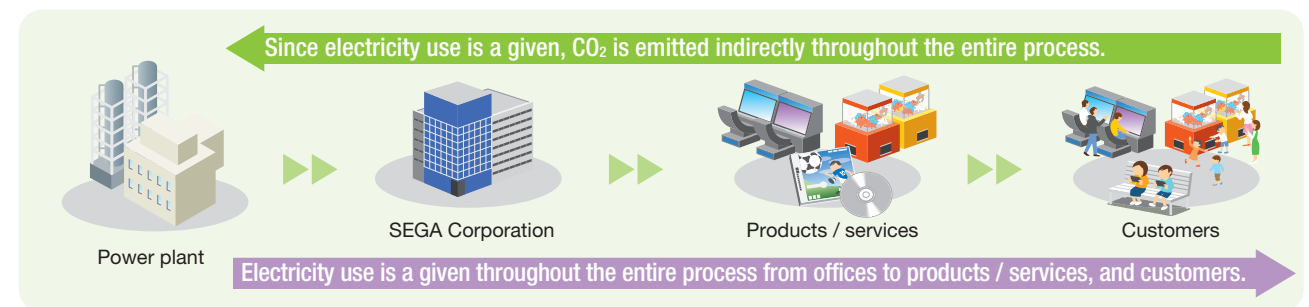 Since electricity use is a given, CO₂ is emitted indirectly throughout the entire process.
Power plant
SEGA Corporation
Products / services
Customers
Electricity use is a given throughout the entire process from offices to products / services, and customers.